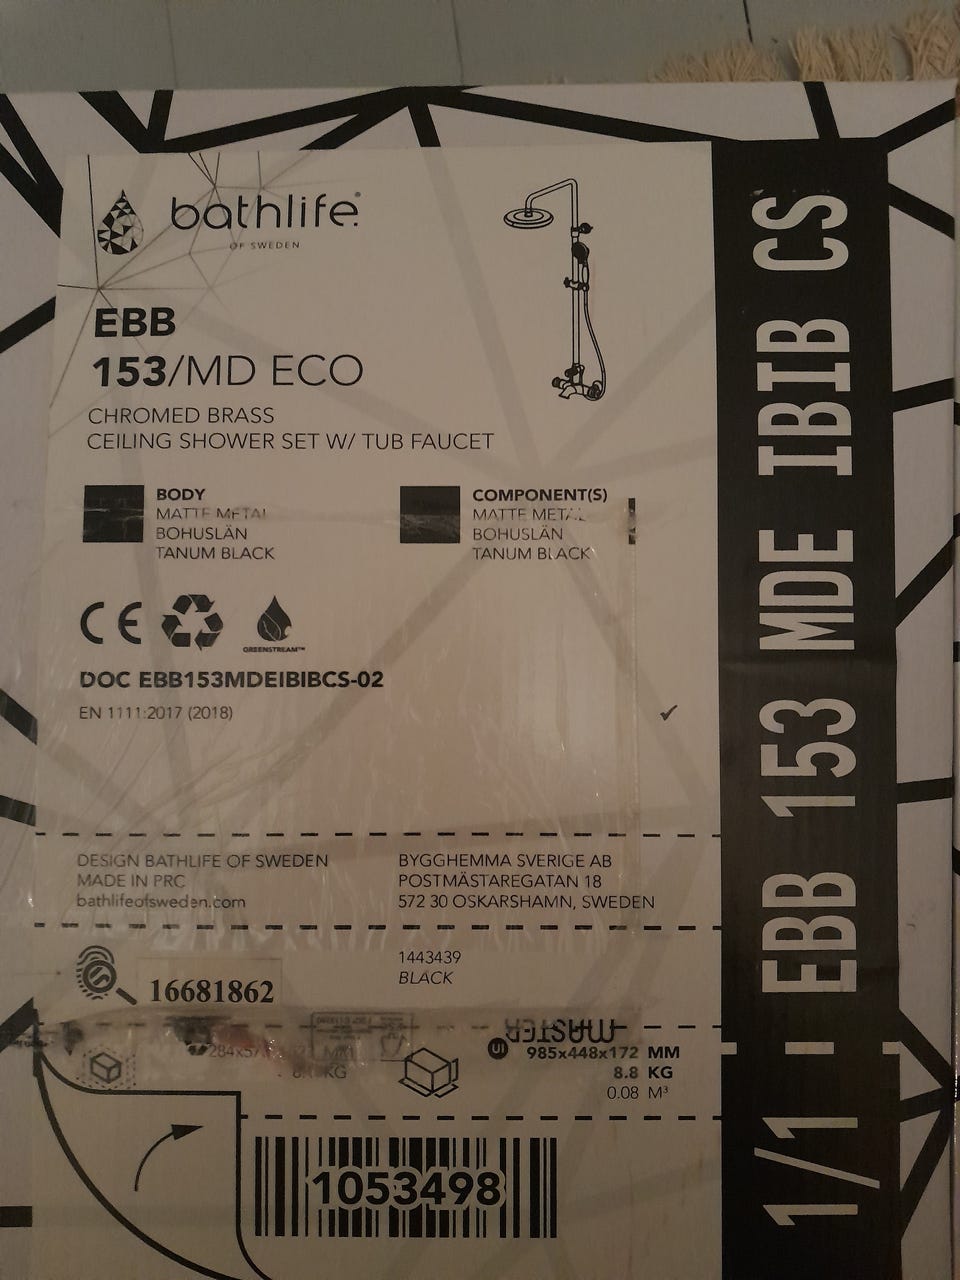 bathlife
OF SWEDEN
EBB
153/MD ECO
CHROMED BRASS
CEILING SHOWER SET W/ TUB FAUCET
BODY
MATTE METAL
BOHUSLÄN
TANUM BLACK
COMPONENT(S)
MATTE METAL
BOHUSLÄN
TANUM BLACK
CE
GREENSTREAM™
DOC EBB153MDEIBIBCS-02
EN 1111:2017 (2018)
DESIGN BATHLIFE OF SWEDEN
MADE IN PRC
bathlifeofsweden.com
BYGGHEMMA SVERIGE AB
POSTMÄSTAREGATAN 18
572 30 OSKARSHAMN, SWEDEN
16681862
1443439
BLACK
MASTER
KG
985x448x172 MM
8.8 KG
0.08 M³
1053498
1/1 EBB 153 MDE IBIB CS